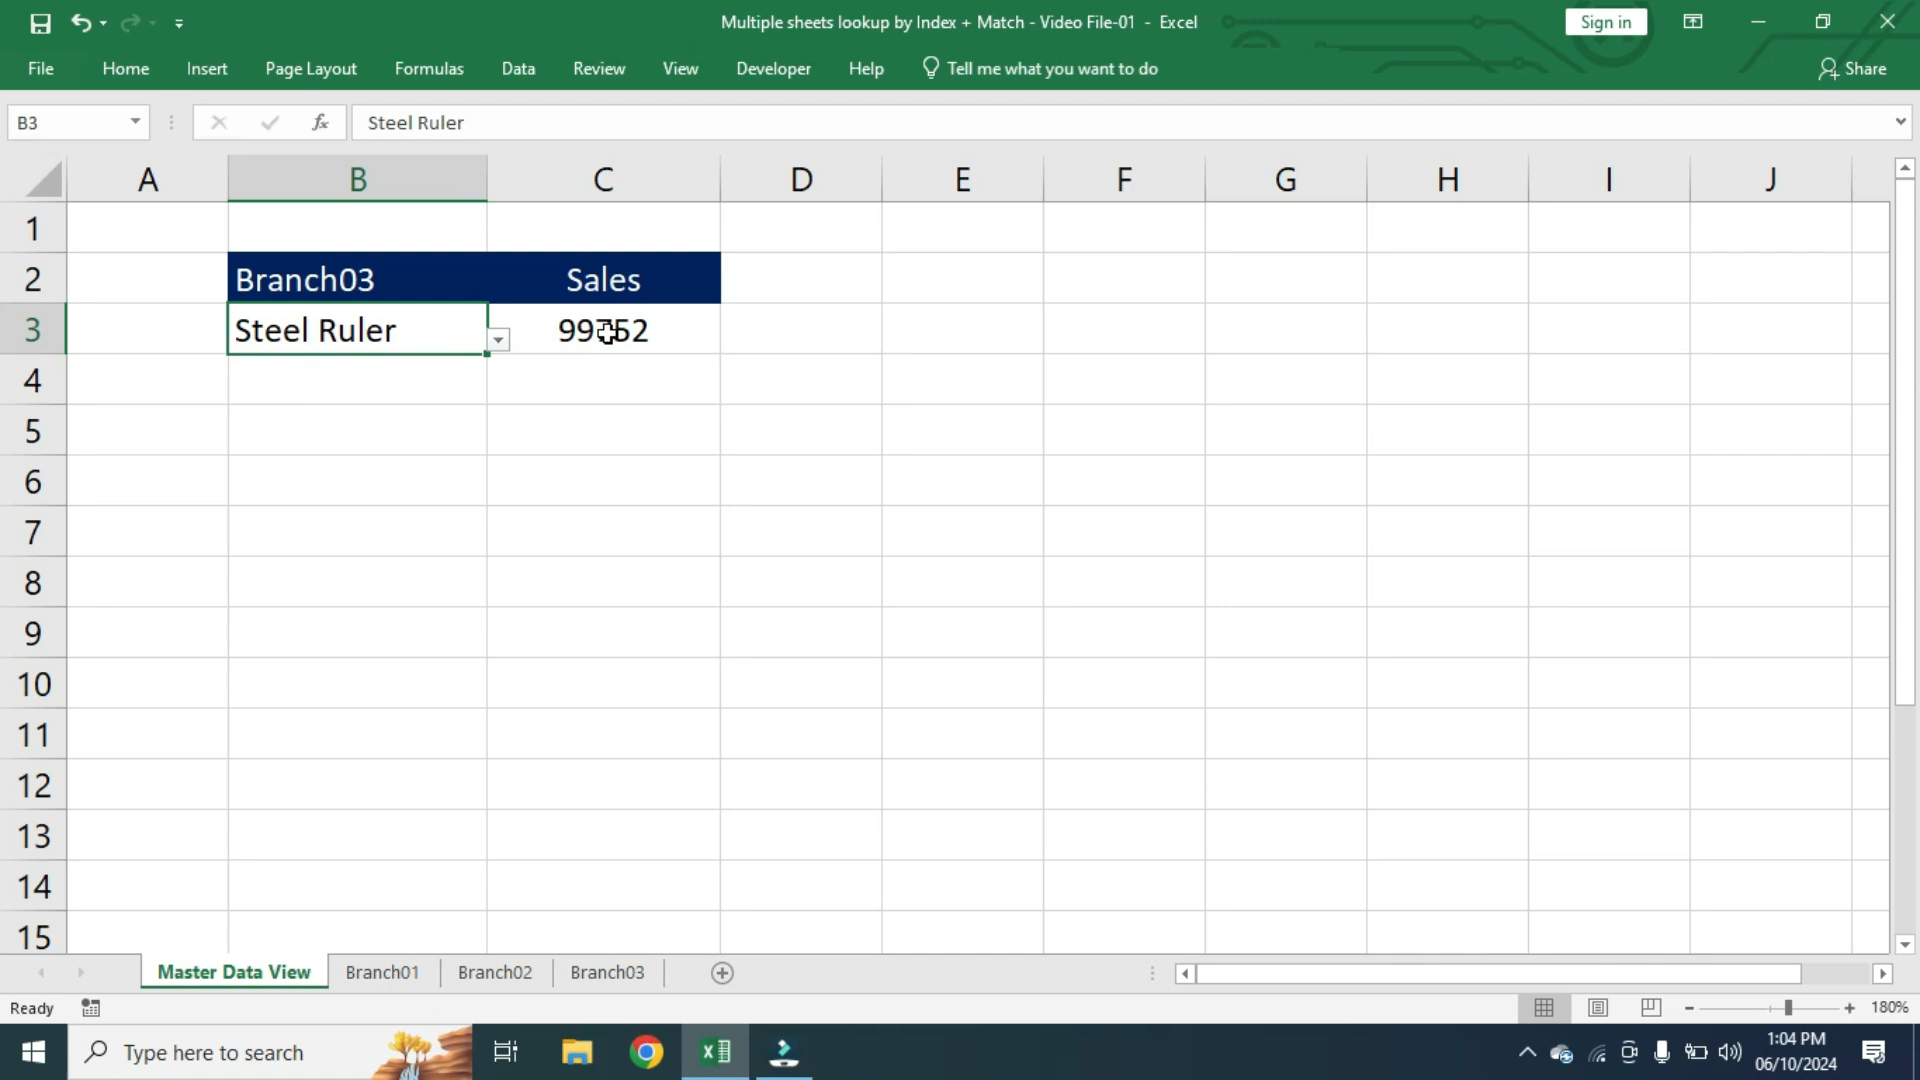 Multiple sheets lookup by Index + Match - Video File-01 - Excel
Sign in
File Home Insert Page Layout Formulas Data Review View Developer Help Tell me what you want to do Share
B3 fx Steel Ruler
A B C D E F G H I J
1
2 Branch03 Sales
3 Steel Ruler 99752
4
5
6
7
8
9
10
11
12
13
14
15
Master Data View Branch01 Branch02 Branch03
Ready 180%
Type here to search
1:04 PM
06/10/2024